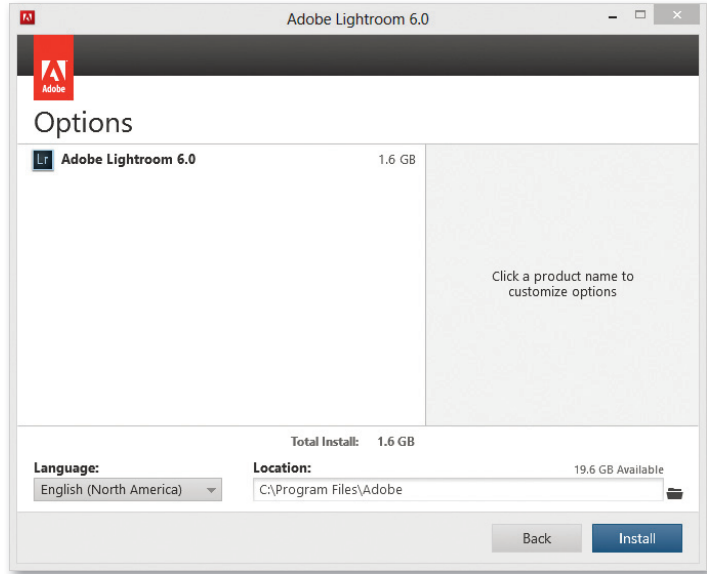 Adobe Lightroom 6.0
Adobe
Options
Lr Adobe Lightroom 6.0 1.6 GB
Click a product name to
customize options
Total Install: 1.6 GB
Language: Location: 19.6 GB Available
English (North America) C:\Program Files\Adobe
Back Install